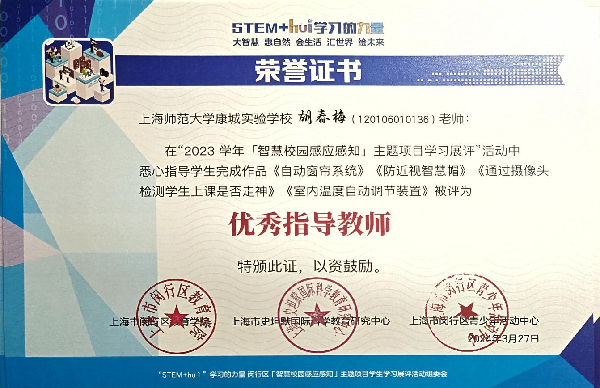 STEM+hui学习的力量
大智慧 惠自然 会生活 汇世界 绘未来
荣誉证书
上海师范大学康城实验学校 胡春梅 (120106010136) 老师：
在“2023 学年「智慧校园感应感知」主题项目学习展评”活动中
悉心指导学生完成作品《自动窗帘系统》《防近视智慧帽》《通过摄像头
检测学生上课是否走神》《室内温度自动调节装置》被评为
优秀指导教师
特颁此证，以资鼓励。
上海市闵行区教育学院 上海市史坦默国际科学教育研究中心 上海市闵行区青少年活动中心
2024年3月27日
“STEM+hui”学习的力量 闵行区「智慧校园感应感知」主题项目学生学习展评活动组委会